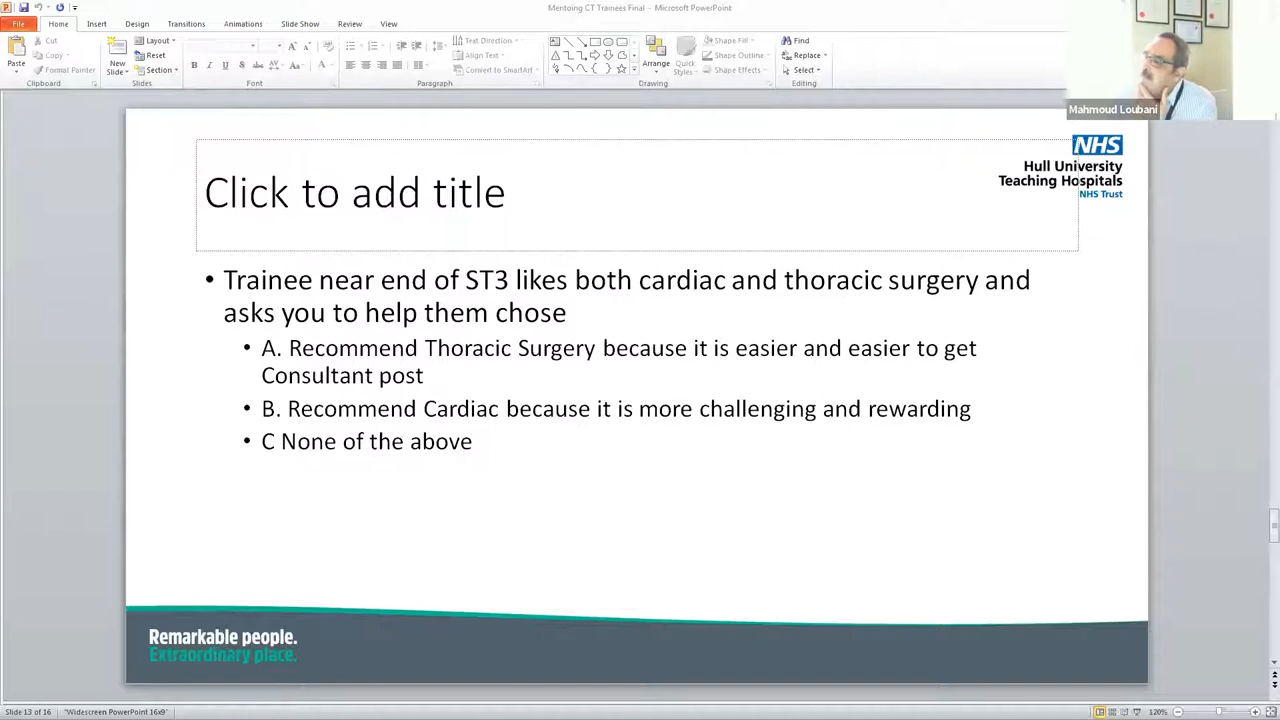 Mentoing CT Trainees Final - Microsoft PowerPoint
File Home Insert Design Transitions Animations Slide Show Review View
Paste
Cut
Copy
Format Painter
Clipboard
New
Slide
Layout
Reset
Section
Slides
Font
Text Direction
Align Text
Convert to SmartArt
Paragraph
Arrange
Quick
Styles
Shape Fill
Shape Outline
Shape Effects
Drawing
Find
Replace
Select
Editing
Mahmoud Loubani
NHS
Hull University
Teaching Hospitals
NHS Trust
Click to add title
• Trainee near end of ST3 likes both cardiac and thoracic surgery and
asks you to help them chose
• A. Recommend Thoracic Surgery because it is easier and easier to get
Consultant post
• B. Recommend Cardiac because it is more challenging and rewarding
• C None of the above
Remarkable people.
Extraordinary place.
Slide 13 of 16 "Widescreen PowerPoint 16x9" 120%